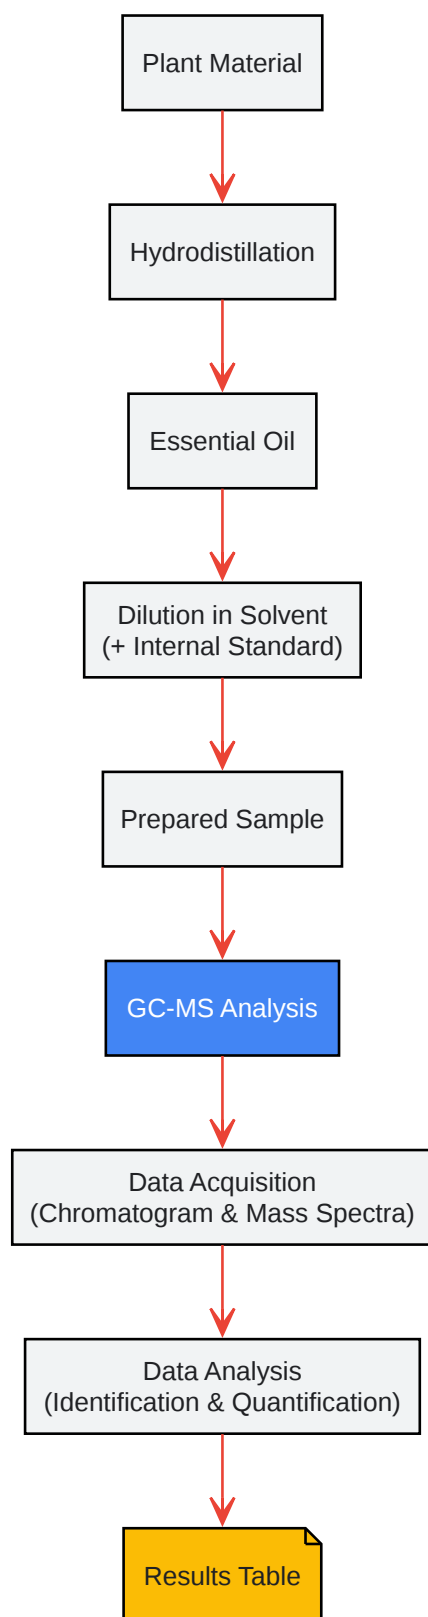 Plant Material
Hydrodistillation
Essential Oil
Dilution in Solvent
(+ Internal Standard)
Prepared Sample
GC-MS Analysis
Data Acquisition
(Chromatogram & Mass Spectra)
Data Analysis
(Identification & Quantification)
Results Table